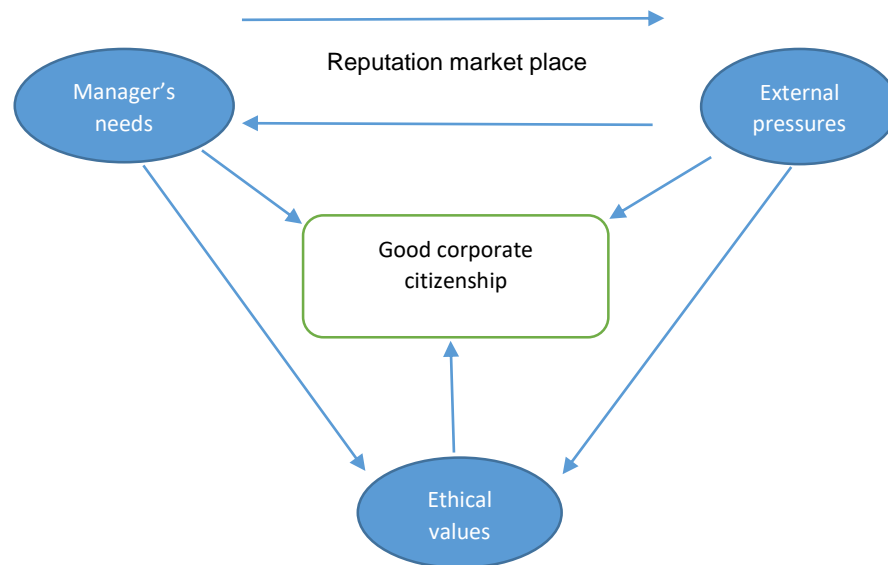 Reputation market place
Manager’s
needs
External
pressures
Good corporate
citizenship
Ethical
values